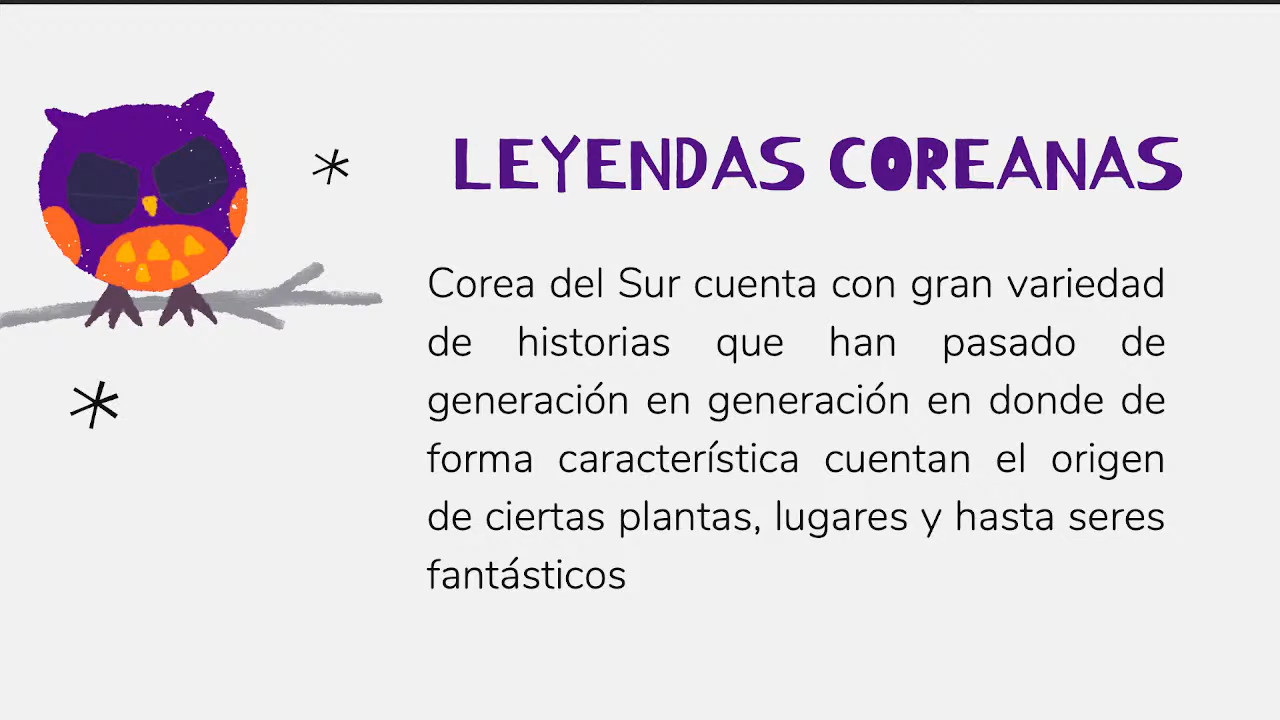 LEYENDAS COREANAS
Corea del Sur cuenta con gran variedad
de historias que han pasado de
generación en generación en donde de
forma característica cuentan el origen
de ciertas plantas, lugares y hasta seres
fantásticos